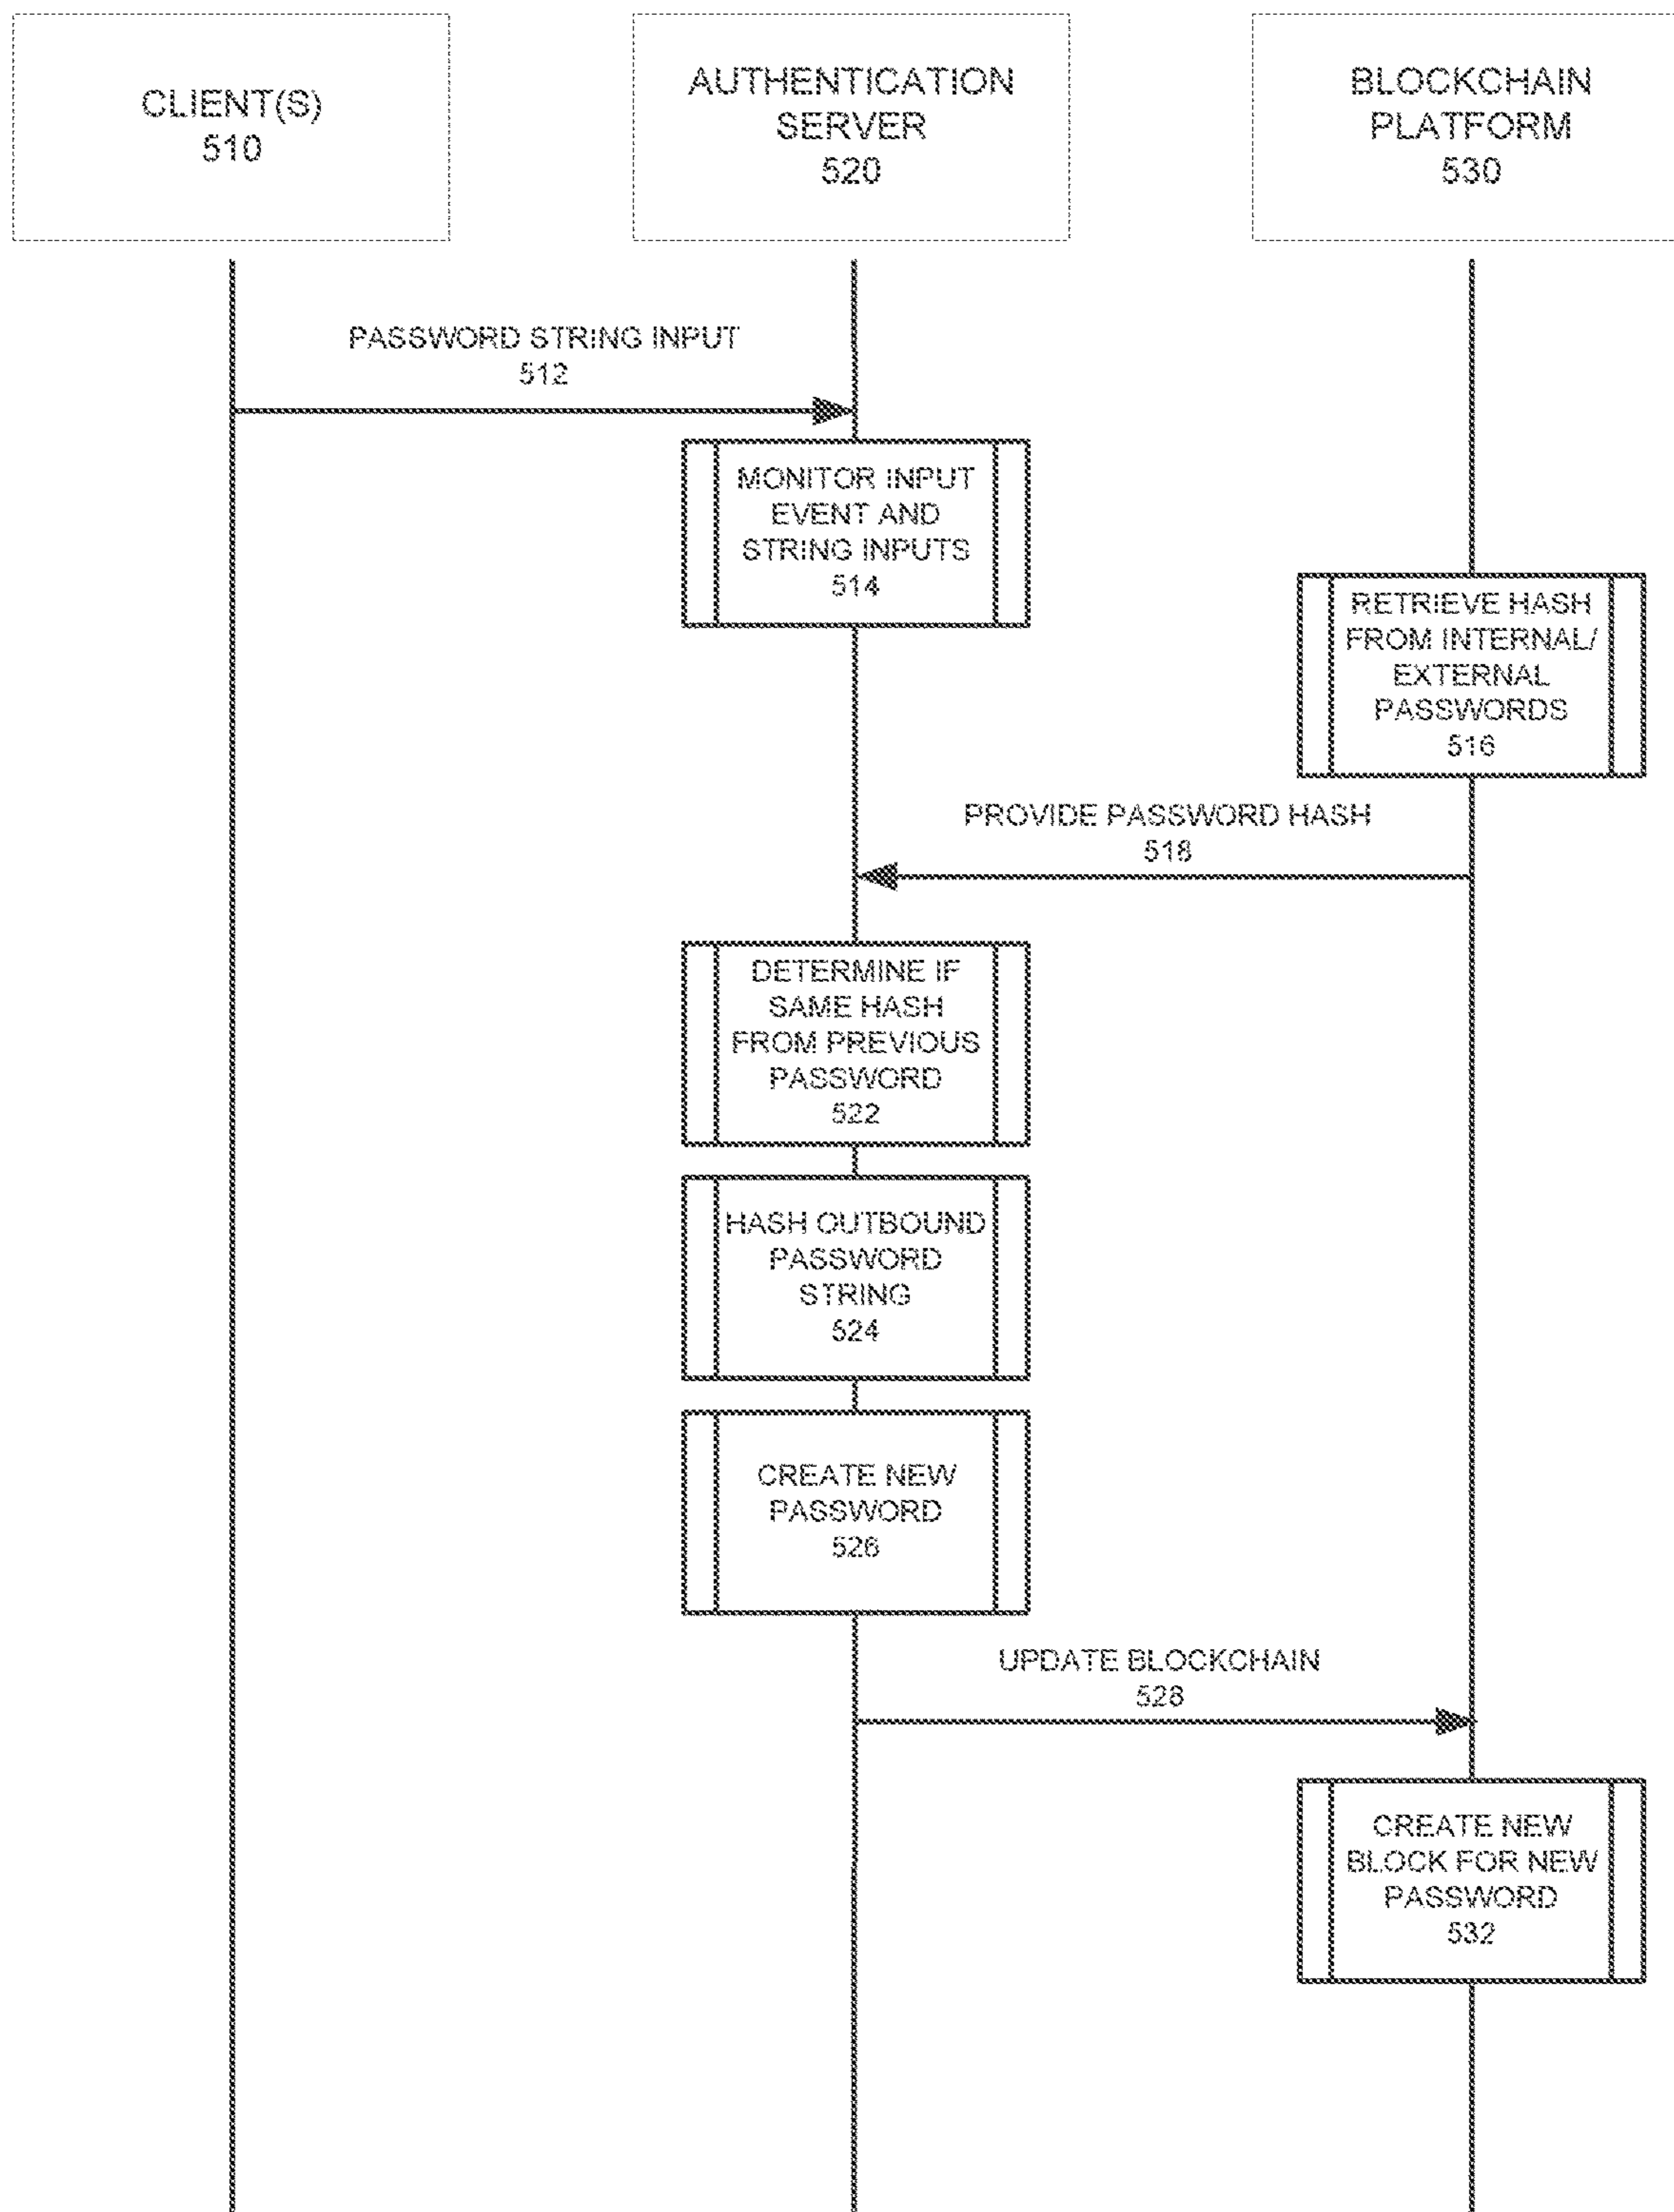 CLIENT(S)
510
AUTHENTICATION
SERVER
520
BLOCKCHAIN
PLATFORM
530
PASSWORD STRING INPUT
512
MONITOR INPUT
EVENT AND
STRING INPUTS
514
RETRIEVE HASH
FROM INTERNAL/
EXTERNAL
PASSWORDS
516
PROVIDE PASSWORD HASH
518
DETERMINE IF
SAME HASH
FROM PREVIOUS
PASSWORD
522
HASH OUTBOUND
PASSWORD
STRING
524
CREATE NEW
PASSWORD
526
UPDATE BLOCKCHAIN
528
CREATE NEW
BLOCK FOR NEW
PASSWORD
532